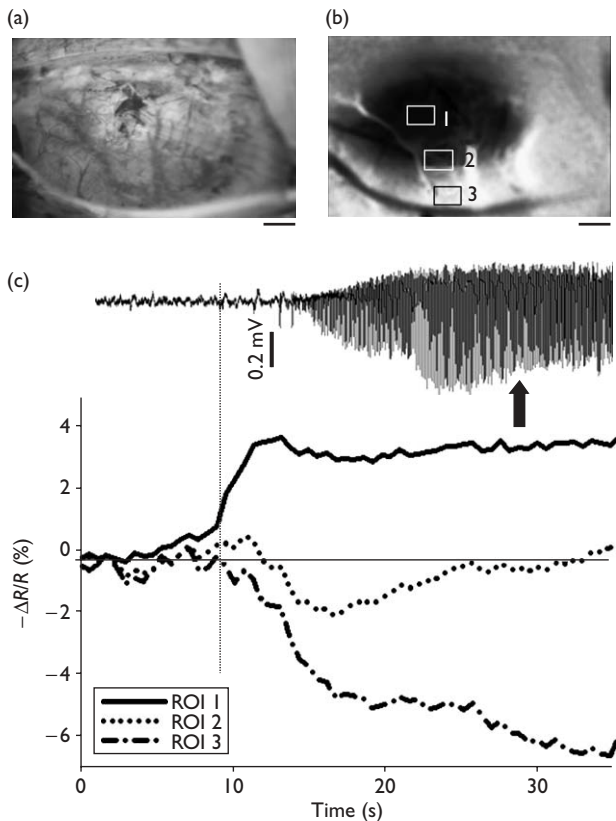 (a)
(b)
1
2
3
(c)
0.2 mV
4
2
0
−2
−4
−6
−ΔR/R (%)
ROI 1
ROI 2
ROI 3
0 10 20 30
Time (s)